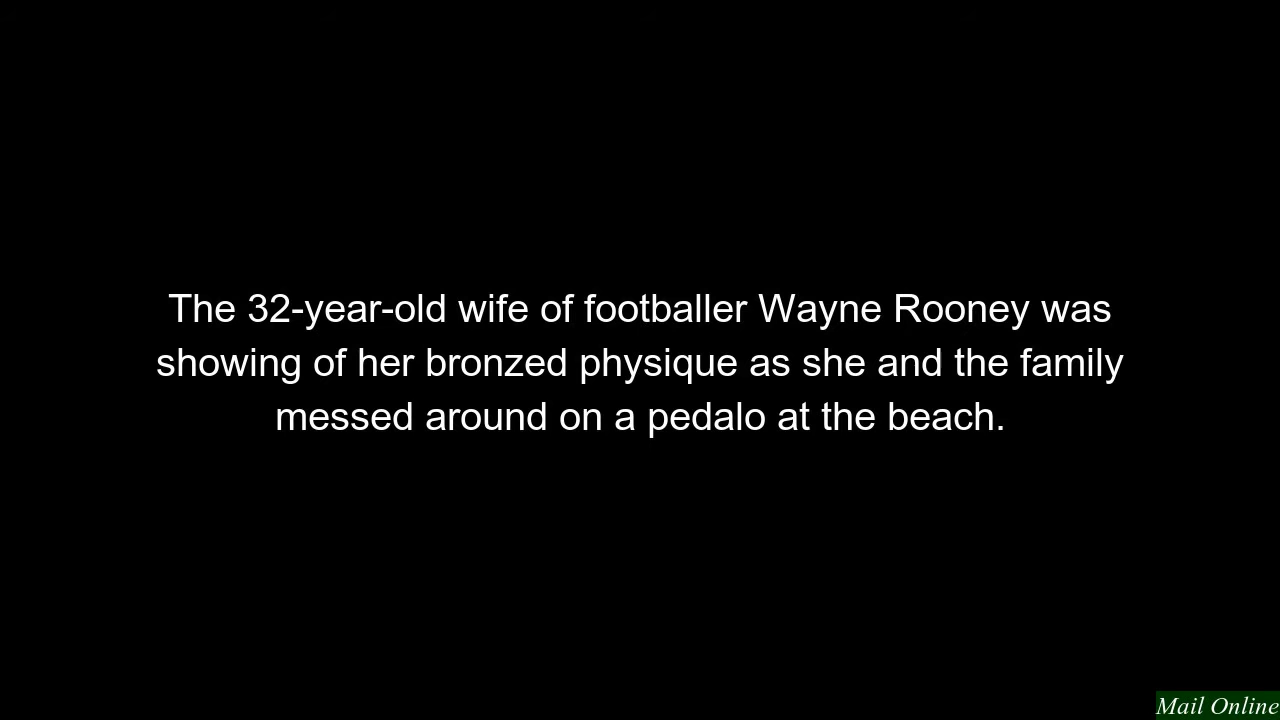 The 32-year-old wife of footballer Wayne Rooney was
showing of her bronzed physique as she and the family
messed around on a pedalo at the beach.
Mail Online